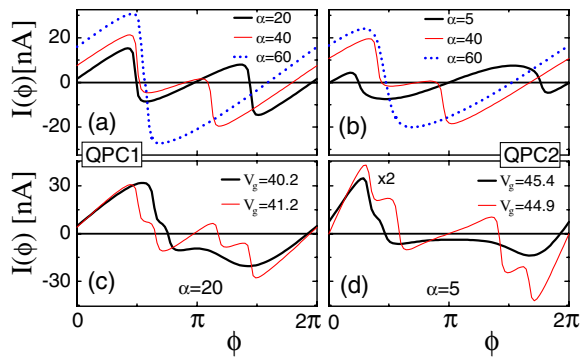 I(ϕ)[nA]
20
0
-20
α=20
α=40
α=60
(a)
α=5
α=40
α=60
(b)
QPC1
QPC2
I(ϕ) [nA]
30
0
-30
V_g=40.2
V_g=41.2
(c)
α=20
x2
V_g=45.4
V_g=44.9
(d)
α=5
0 π 2π
0 π 2π
ϕ ϕ